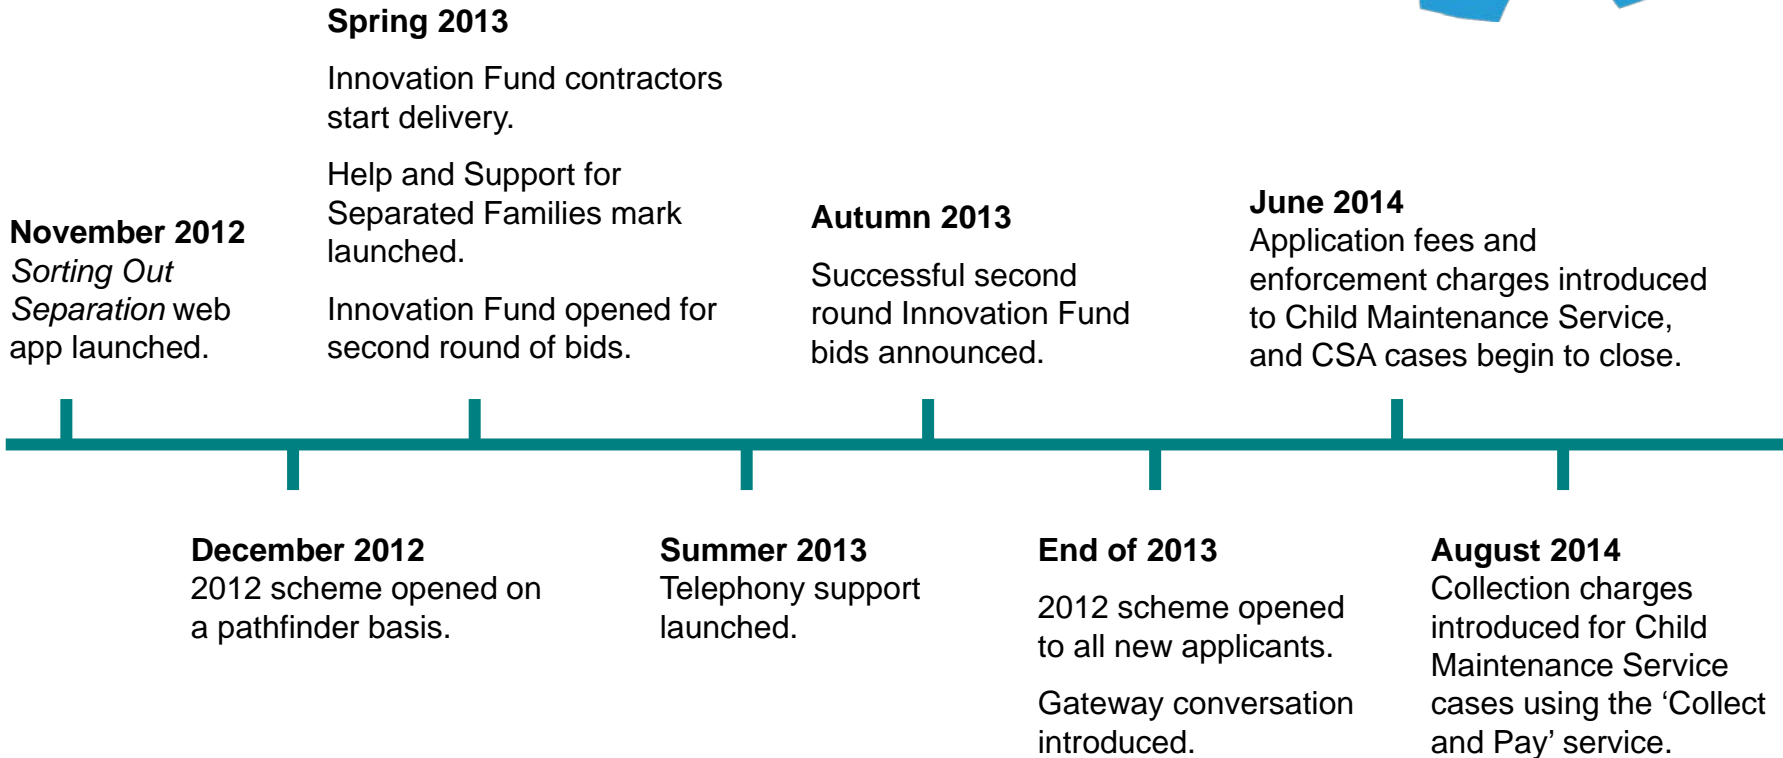 Spring 2013
Innovation Fund contractors
start delivery.
Help and Support for
Separated Families mark
launched.
Innovation Fund opened for
second round of bids.
November 2012
Sorting Out
Separation web
app launched.
Autumn 2013
Successful second
round Innovation Fund
bids announced.
June 2014
Application fees and
enforcement charges introduced
to Child Maintenance Service,
and CSA cases begin to close.
December 2012
2012 scheme opened on
a pathfinder basis.
Summer 2013
Telephony support
launched.
End of 2013
2012 scheme opened
to all new applicants.
Gateway conversation
introduced.
August 2014
Collection charges
introduced for Child
Maintenance Service
cases using the ‘Collect
and Pay’ service.